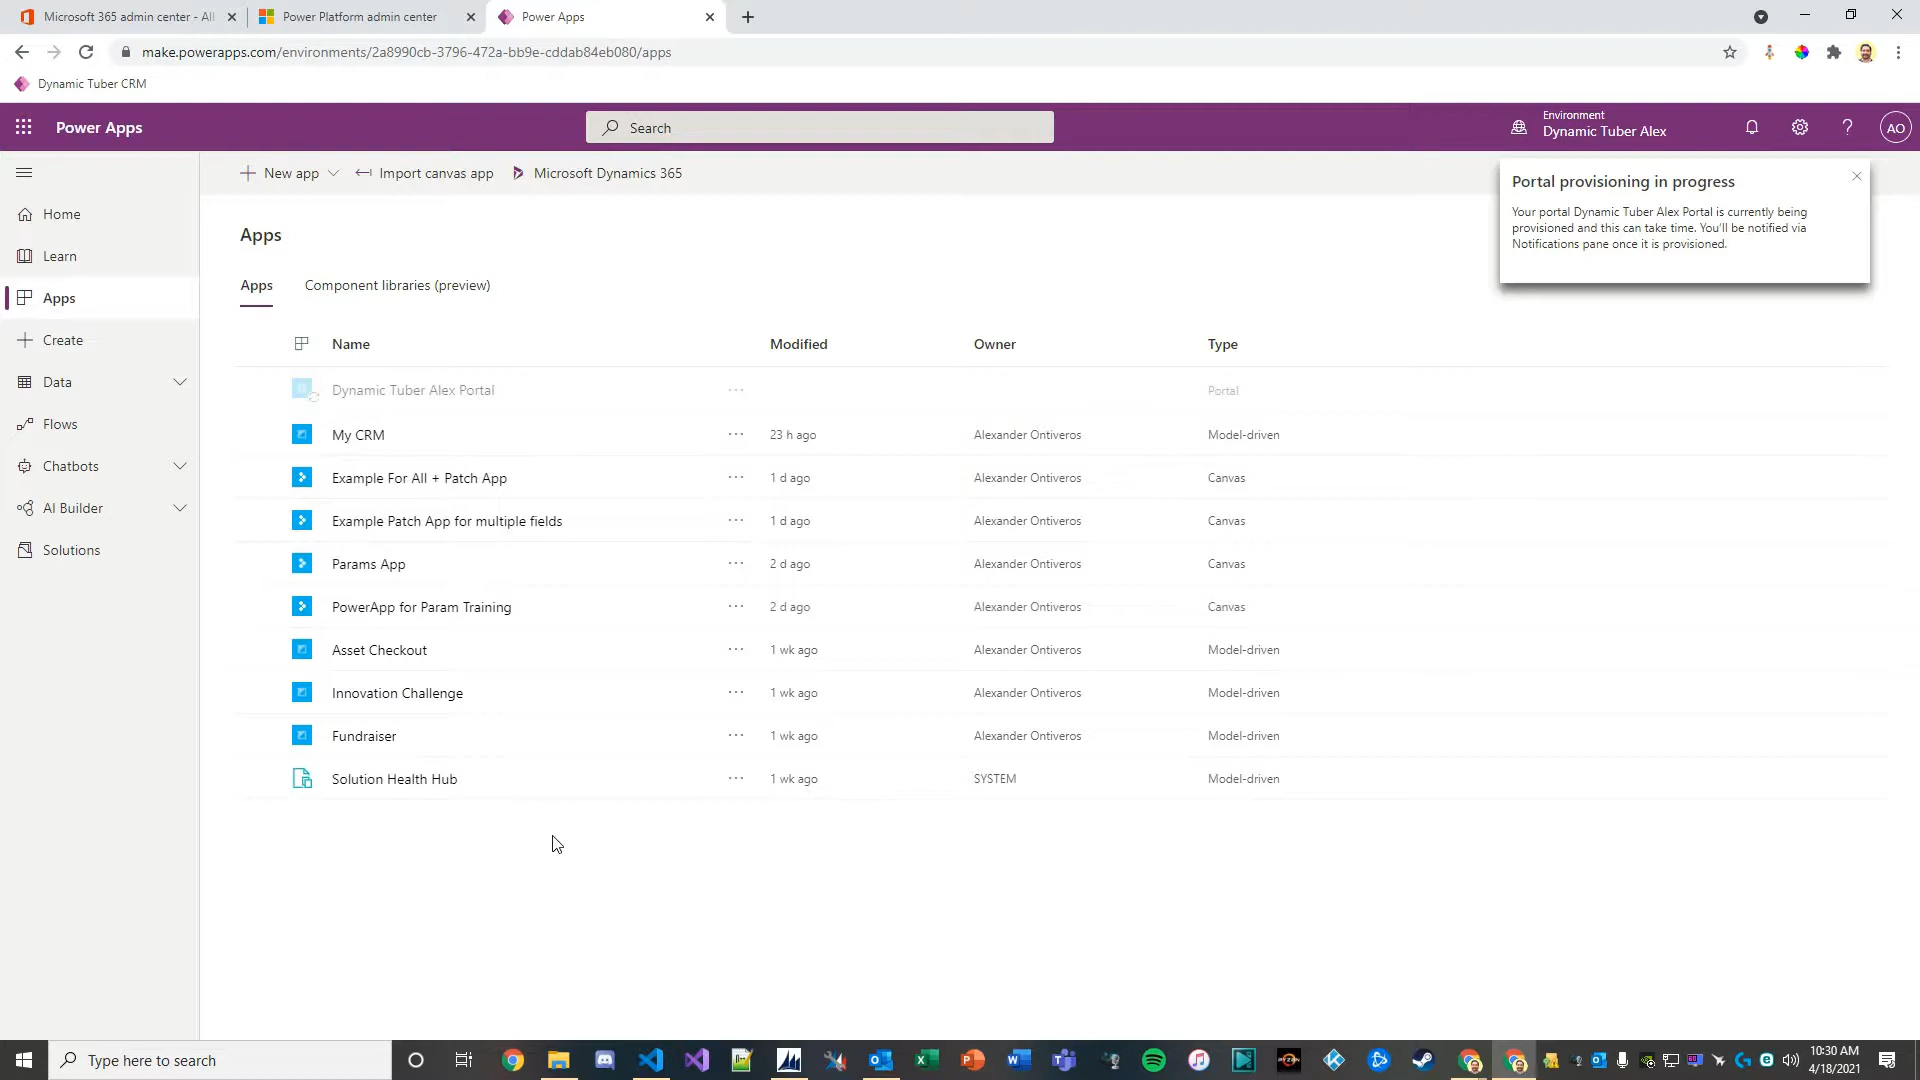 Microsoft 365 admin center - All
Power Platform admin center
Power Apps
make.powerapps.com/environments/2a8990cb-3796-472a-bb9e-cddab84eb080/apps
Dynamic Tuber CRM
Power Apps
Search
Environment
Dynamic Tuber Alex
AO
New app
Import canvas app
Microsoft Dynamics 365
Portal provisioning in progress
Your portal Dynamic Tuber Alex Portal is currently being
provisioned and this can take time. You'll be notified via
Notifications pane once it is provisioned.
Home
Learn
Apps
Create
Data
Flows
Chatbots
AI Builder
Solutions
Apps
Apps
Component libraries (preview)
Name Modified Owner Type
Dynamic Tuber Alex Portal ... Portal
My CRM ... 23 h ago Alexander Ontiveros Model-driven
Example For All + Patch App ... 1 d ago Alexander Ontiveros Canvas
Example Patch App for multiple fields ... 1 d ago Alexander Ontiveros Canvas
Params App ... 2 d ago Alexander Ontiveros Canvas
PowerApp for Param Training ... 2 d ago Alexander Ontiveros Canvas
Asset Checkout ... 1 wk ago Alexander Ontiveros Model-driven
Innovation Challenge ... 1 wk ago Alexander Ontiveros Model-driven
Fundraiser ... 1 wk ago Alexander Ontiveros Model-driven
Solution Health Hub ... 1 wk ago SYSTEM Model-driven
Type here to search
10:30 AM
4/18/2021